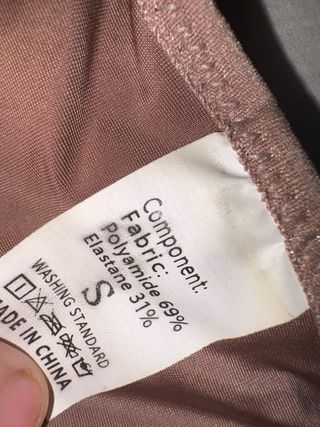 Component:
Fabric:
Polyamide 69%
Elastane 31%
S
WASHING STANDARD
MADE IN CHINA